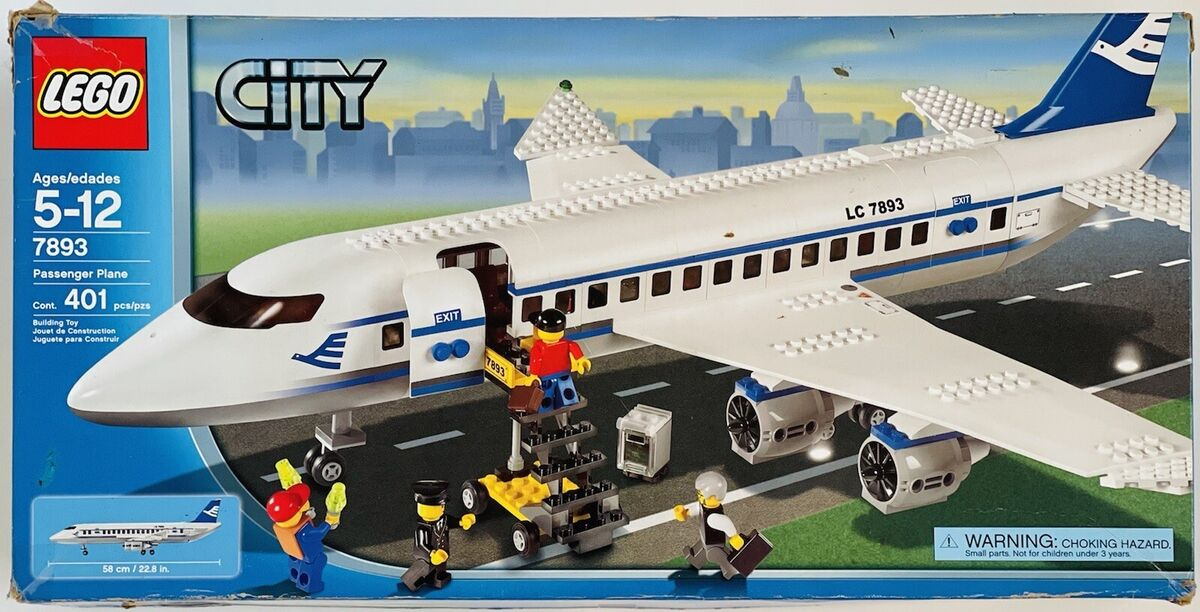 LEGO
CITY
Ages/edades
5-12
7893
Passenger Plane
Cont. 401 pcs/pzs
Building Toy
Jouet de Construction
Juguete para Construir
LC 7893
EXIT
EXIT
7893
58 cm / 22.8 in.
WARNING: CHOKING HAZARD.
Small parts. Not for children under 3 years.